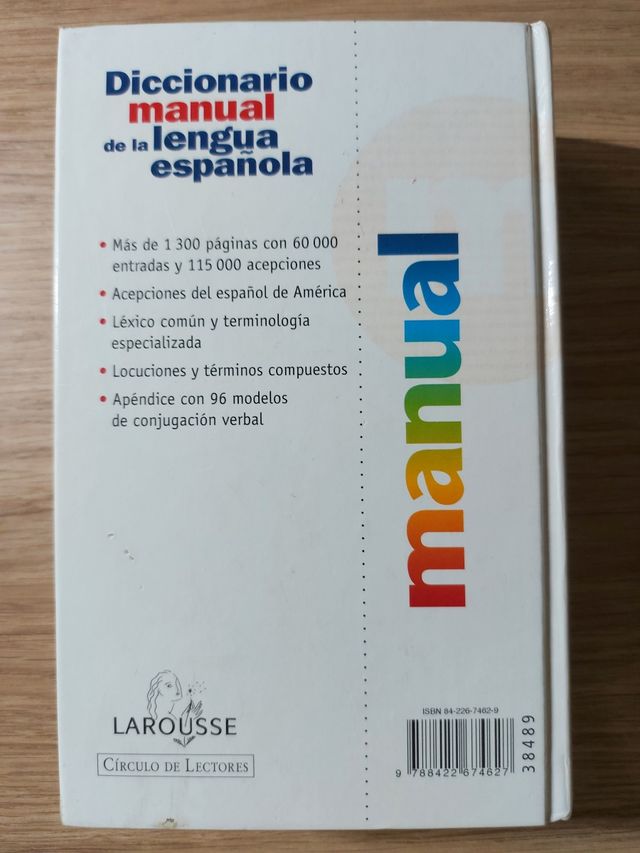 Diccionario
manual
de la lengua
española
• Más de 1 300 páginas con 60 000
entradas y 115 000 acepciones
• Acepciones del español de América
• Léxico común y terminología
especializada
• Locuciones y términos compuestos
• Apéndice con 96 modelos
de conjugación verbal
manual
m
LAROUSSE
CÍRCULO DE LECTORES
ISBN 84-226-7462-9
9 788422 674627
38489